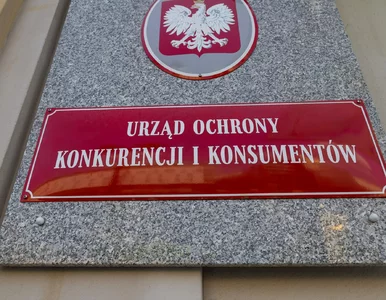 URZĄD OCHRONY
KONKURENCJI I KONSUMENTÓW